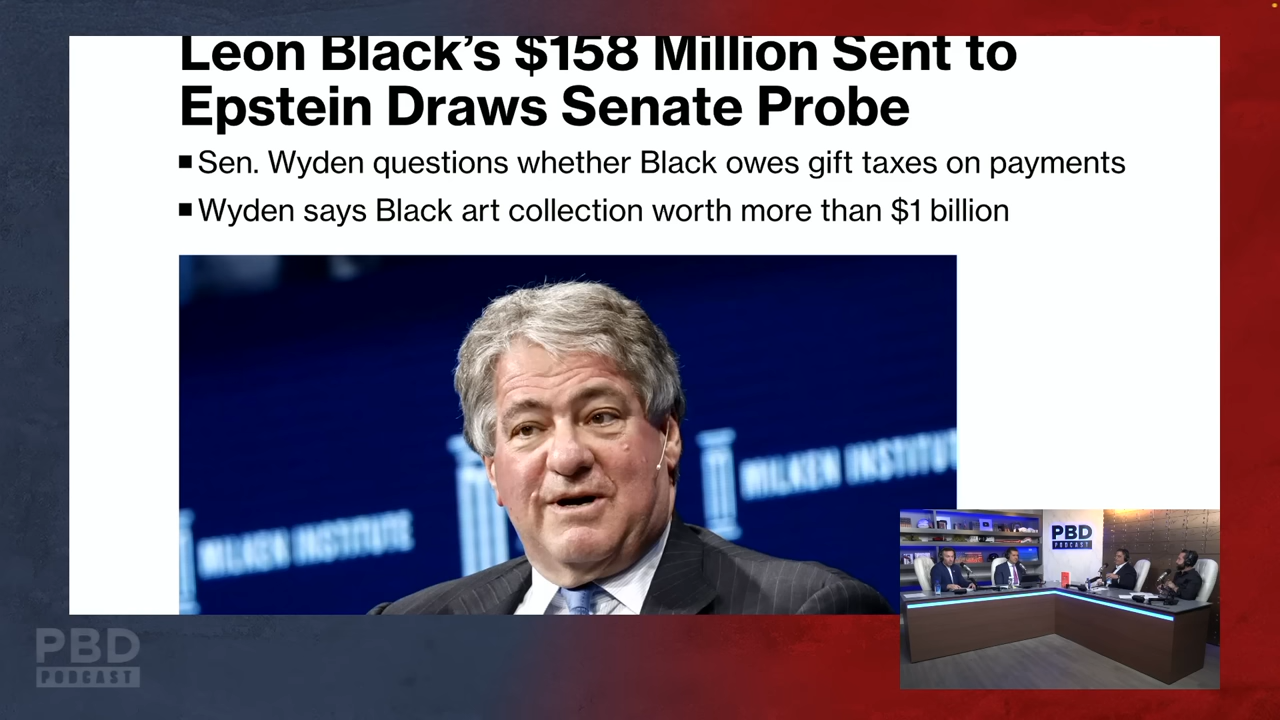 Leon Black’s $158 Million Sent to
Epstein Draws Senate Probe
■ Sen. Wyden questions whether Black owes gift taxes on payments
■ Wyden says Black art collection worth more than $1 billion
MILKEN INSTITUTE
MILKEN INSTITUT
PBD
PODCAST
PBD
PODCAST